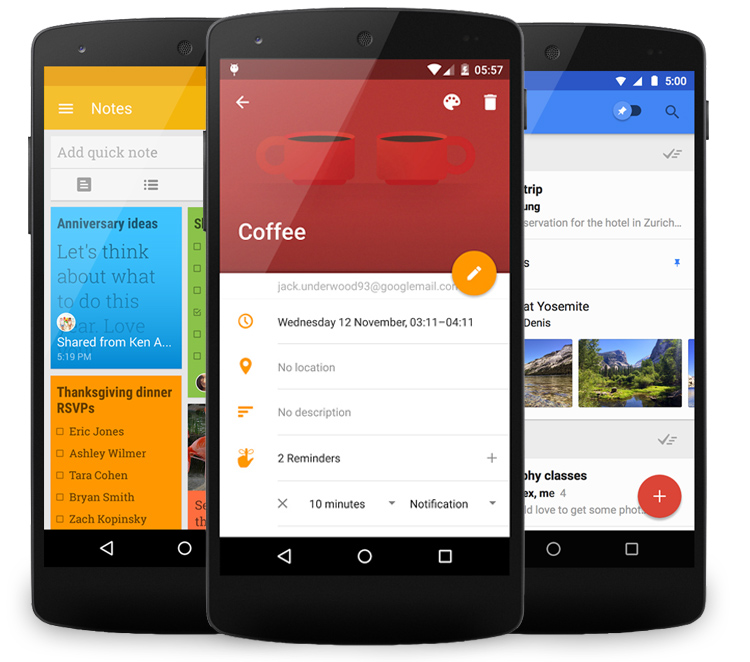 Notes
Add quick note
Anniversary ideas
Let's think
about what
to do this
year. Love
Shared from Ken A...
5:19 PM
Thanksgiving dinner
RSVPs
Eric Jones
Ashley Wilmer
Tara Cohen
Bryan Smith
Zach Kopinsky
05:57
Coffee
jack.underwood93@googlemail.com
Wednesday 12 November, 03:11–04:11
No location
No description
2 Reminders
10 minutes
Notification
5:00
trip
ung
servation for the hotel in Zurich...
s
at Yosemite
Denis
phy classes
ex, me 4
ld love to get some phot...